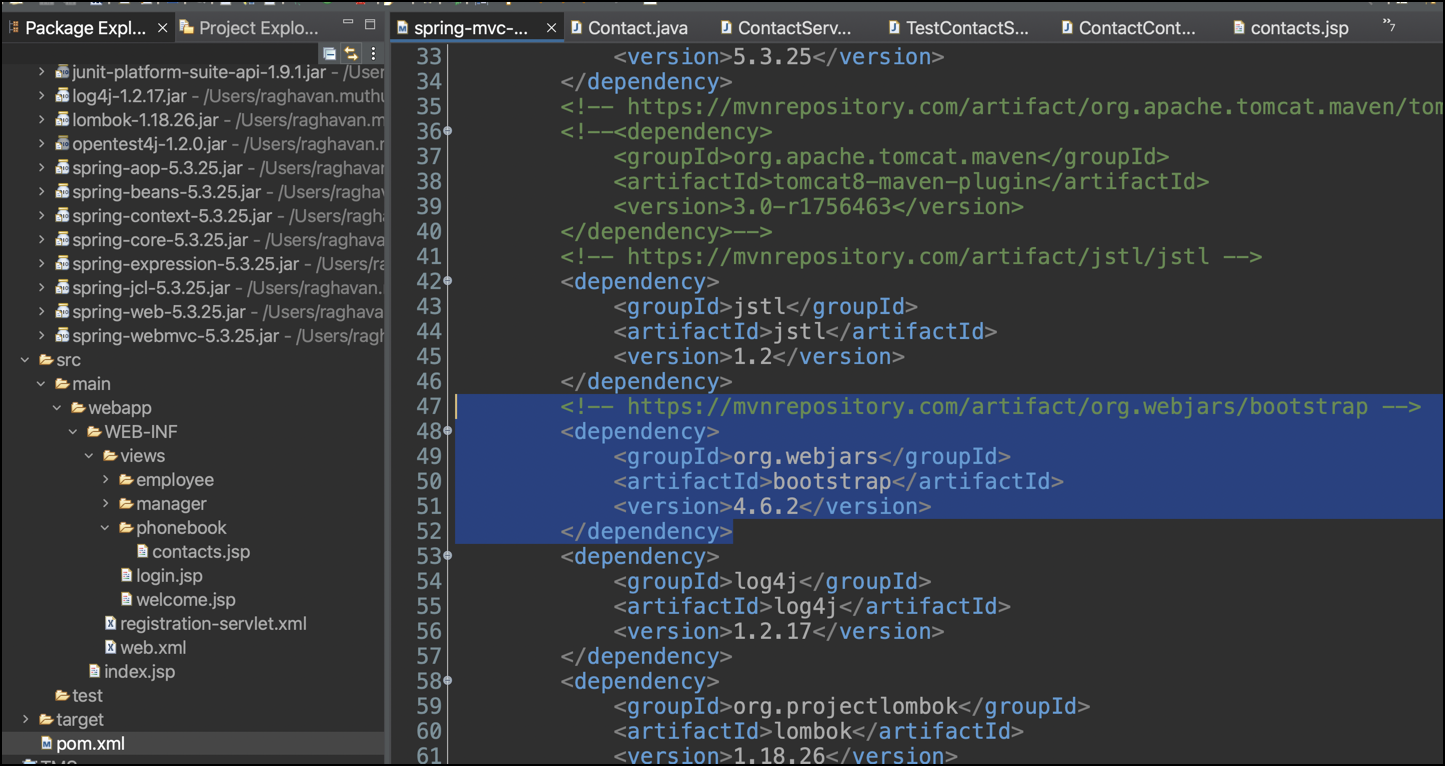 Package Expl...
Project Explo...
junit-platform-suite-api-1.9.1.jar - /User
log4j-1.2.17.jar - /Users/raghavan.muthu
lombok-1.18.26.jar - /Users/raghavan.m
opentest4j-1.2.0.jar - /Users/raghavan.r
spring-aop-5.3.25.jar - /Users/raghavan
spring-beans-5.3.25.jar - /Users/raghav
spring-context-5.3.25.jar - /Users/ragha
spring-core-5.3.25.jar - /Users/raghava
spring-expression-5.3.25.jar - /Users/ra
spring-jcl-5.3.25.jar - /Users/raghavan.
spring-web-5.3.25.jar - /Users/raghava
spring-webmvc-5.3.25.jar - /Users/ragh
src
main
webapp
WEB-INF
views
employee
manager
phonebook
contacts.jsp
login.jsp
welcome.jsp
registration-servlet.xml
web.xml
index.jsp
test
target
pom.xml
spring-mvc-...
Contact.java
ContactServ...
TestContactS...
ContactCont...
contacts.jsp
»7
33 <version>5.3.25</version>
34 </dependency>
35 <!-- https://mvnrepository.com/artifact/org.apache.tomcat.maven/tom
36 <!--<dependency>
37 <groupId>org.apache.tomcat.maven</groupId>
38 <artifactId>tomcat8-maven-plugin</artifactId>
39 <version>3.0-r1756463</version>
40 </dependency>-->
41 <!-- https://mvnrepository.com/artifact/jstl/jstl -->
42 <dependency>
43 <groupId>jstl</groupId>
44 <artifactId>jstl</artifactId>
45 <version>1.2</version>
46 </dependency>
47 <!-- https://mvnrepository.com/artifact/org.webjars/bootstrap -->
48 <dependency>
49 <groupId>org.webjars</groupId>
50 <artifactId>bootstrap</artifactId>
51 <version>4.6.2</version>
52 </dependency>
53 <dependency>
54 <groupId>log4j</groupId>
55 <artifactId>log4j</artifactId>
56 <version>1.2.17</version>
57 </dependency>
58 <dependency>
59 <groupId>org.projectlombok</groupId>
60 <artifactId>lombok</artifactId>
61 <version>1.18.26</version>